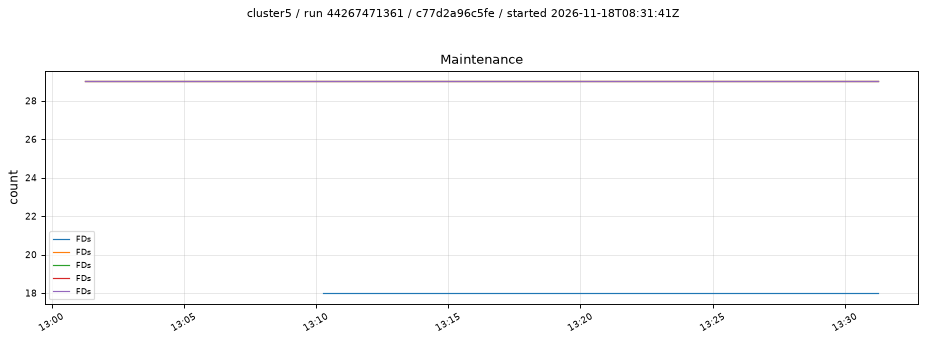 cluster5 / run 44267471361 / c77d2a96c5fe / started 2026-11-18T08:31:41Z
Maintenance
count
28
26
24
22
20
18
FDs
FDs
FDs
FDs
FDs
13:00
13:05
13:10
13:15
13:20
13:25
13:30